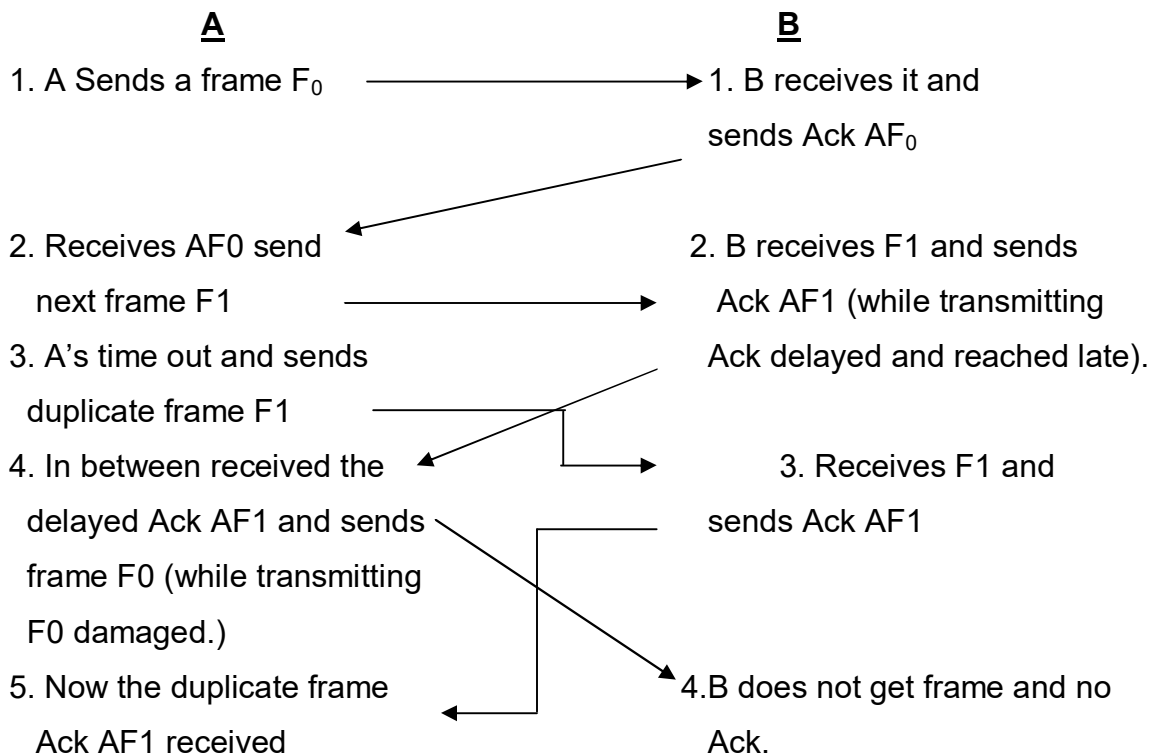 A
B
1. A Sends a frame F₀
1. B receives it and
sends Ack AF₀
2. Receives AF0 send
next frame F1
2. B receives F1 and sends
Ack AF1 (while transmitting
Ack delayed and reached late).
3. A’s time out and sends
duplicate frame F1
4. In between received the
delayed Ack AF1 and sends
frame F0 (while transmitting
F0 damaged.)
3. Receives F1 and
sends Ack AF1
5. Now the duplicate frame
Ack AF1 received
4.B does not get frame and no
Ack.